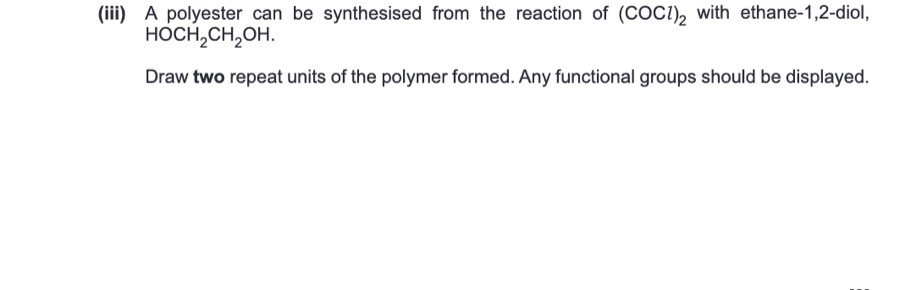 (iii) A polyester can be synthesised from the reaction of (COCl)₂ with ethane-1,2-diol,
HOCH₂CH₂OH.
Draw two repeat units of the polymer formed. Any functional groups should be displayed.